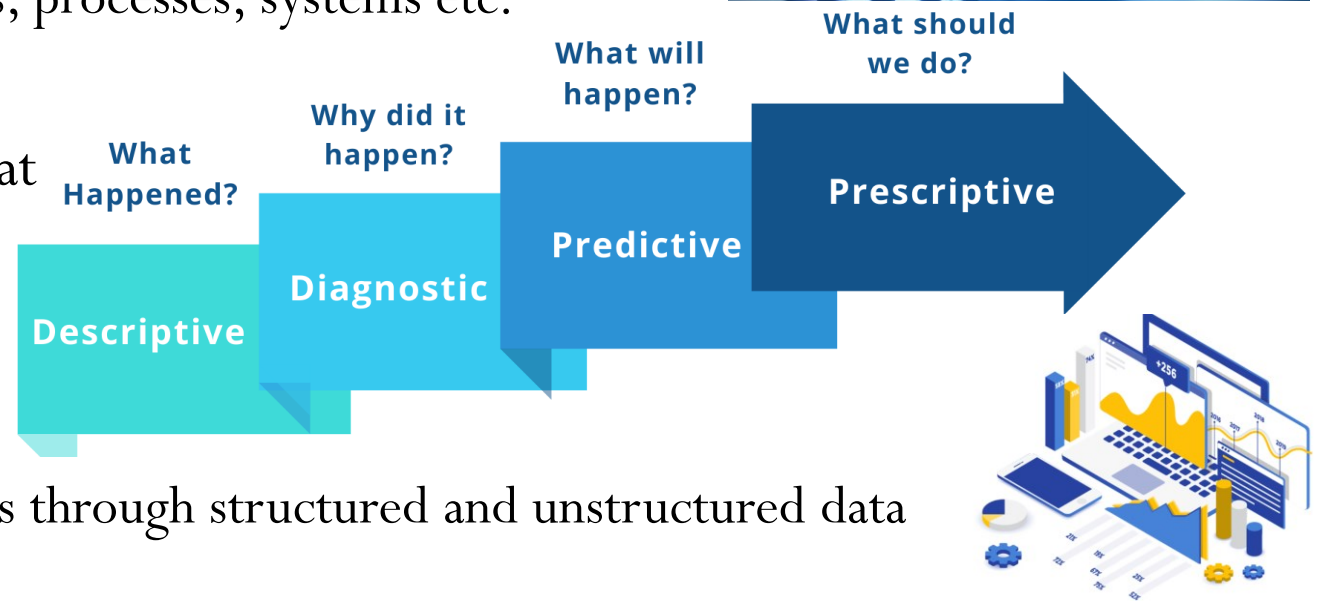 s, processes, systems etc.
What should
we do?
What will
happen?
Why did it
happen?
at
What
Happened?
Prescriptive
Predictive
Diagnostic
Descriptive
+256
s through structured and unstructured data